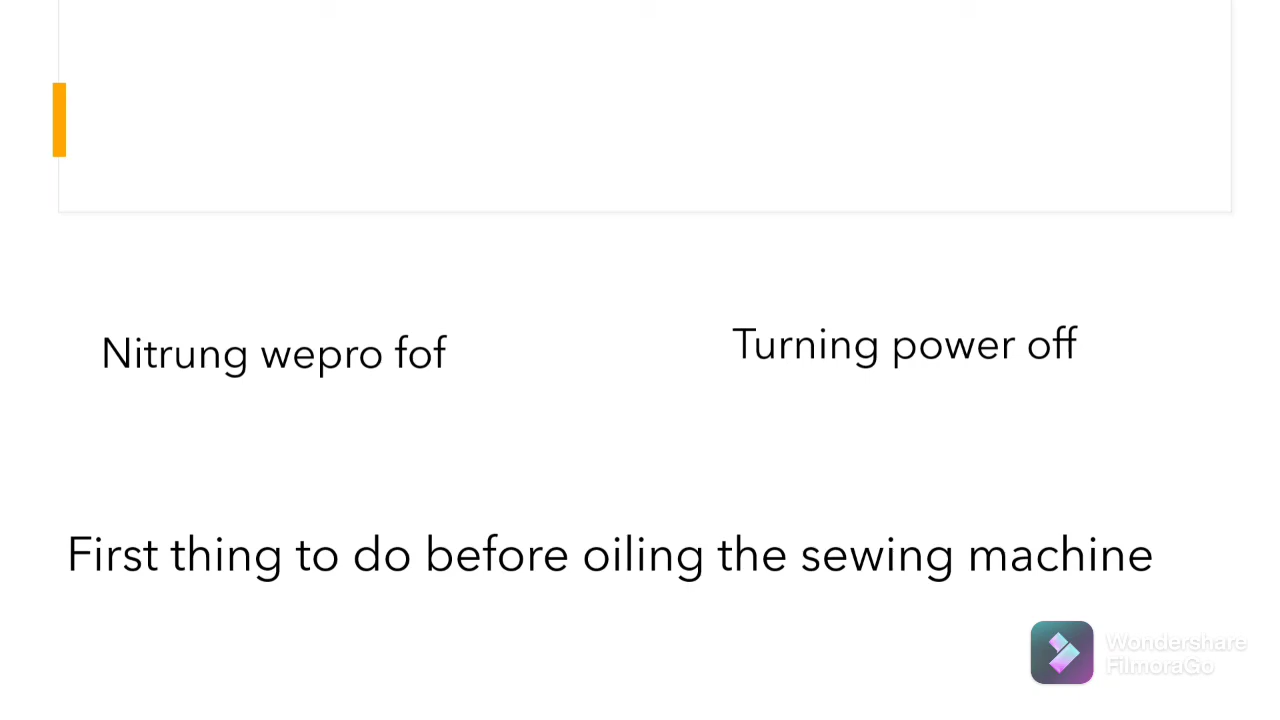 Nitrung wepro fof
Turning power off
First thing to do before oiling the sewing machine
Wondershare
FilmoraGo